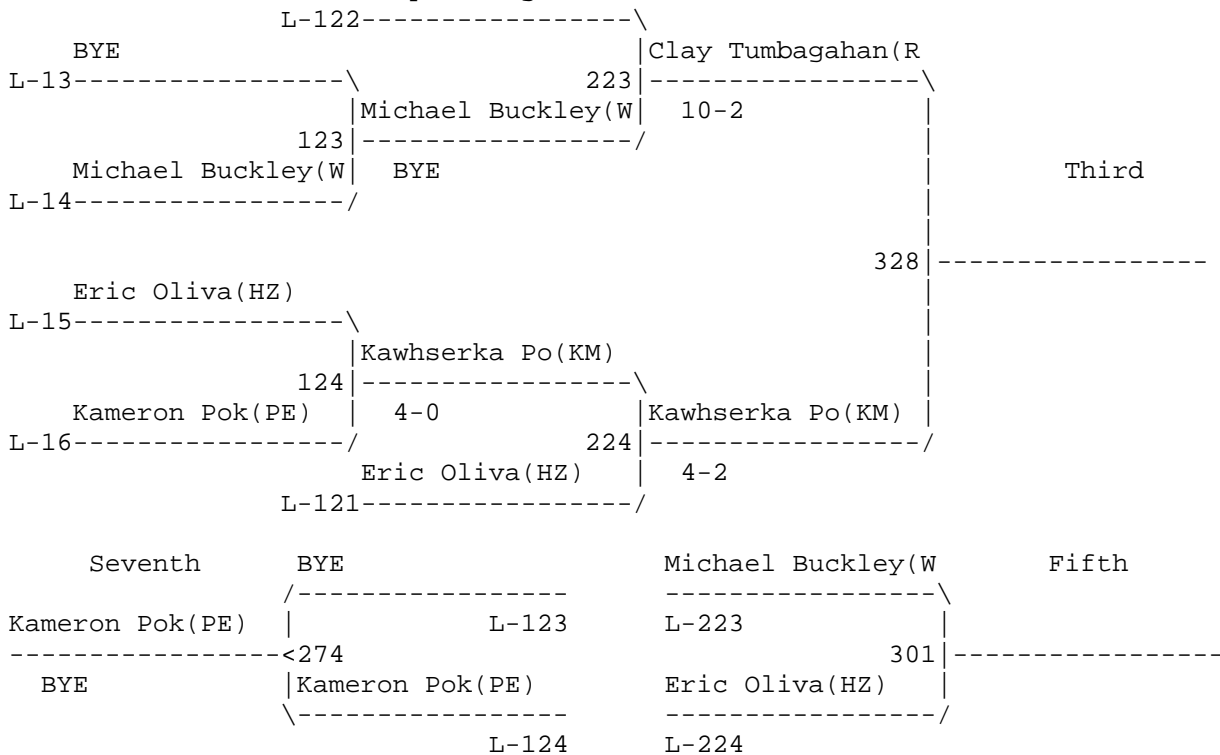 L-122-----------------\
BYE                                |Clay Tumbagahan(R
L-13-----------------\              223|-----------------\
|Michael Buckley(W|  10-2            |
123|-----------------/                 |
Michael Buckley(W|  BYE                                 |        Third
L-14-----------------/                                    |
|
328|-----------------
Eric Oliva(HZ)                                       |
L-15-----------------\                                    |
|Kawhserka Po(KM)                    |
124|-----------------\                 |
Kameron Pok(PE)  |  4-0             |Kawhserka Po(KM)  |
L-16-----------------/              224|-----------------/
Eric Oliva(HZ)    |  4-2
L-121-----------------/
Seventh      BYE                    Michael Buckley(W       Fifth
/-----------------      -----------------\
Kameron Pok(PE)  |            L-123      L-223            |
-----------------<274                                  301|-----------------
BYE            |Kameron Pok(PE)        Eric Oliva(HZ)   |
\-----------------      -----------------/
L-124      L-224